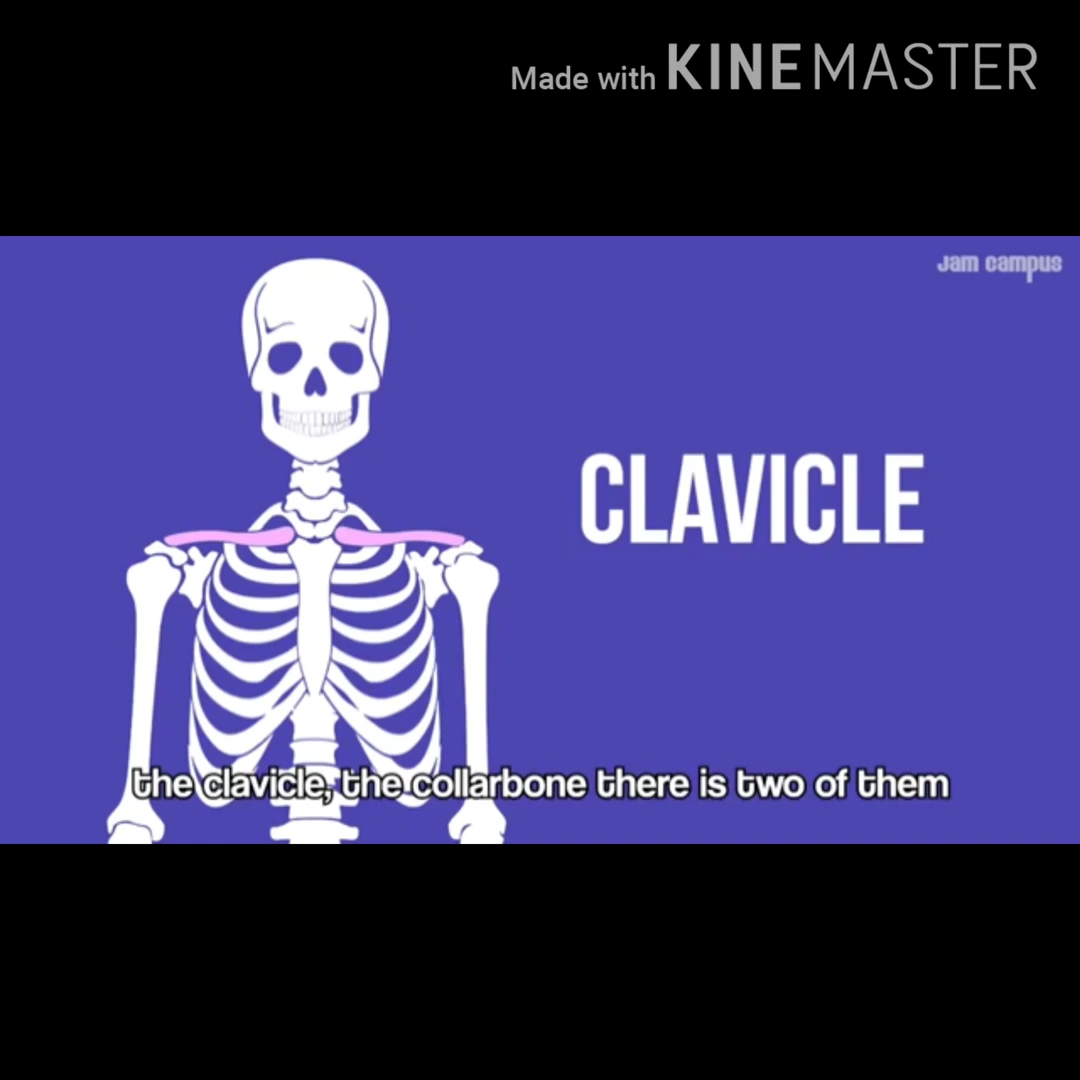 Made with KINEMASTER
Jam campus
CLAVICLE
the clavicle, the collarbone there is two of them